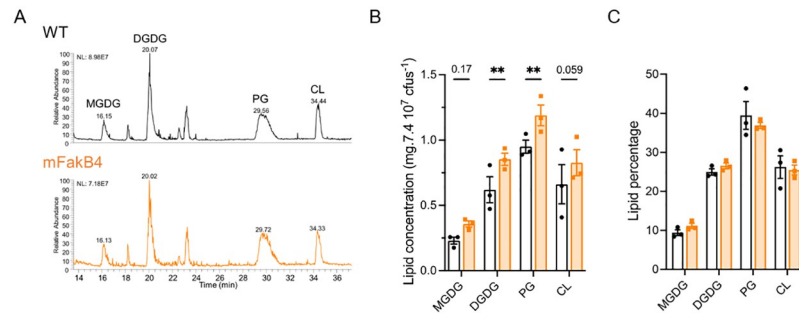 A
WT
NL: 8.98E7
DGDG
20.07
MGDG
16.15
PG
29.56
CL
34.44
Relative Abundance
100
90
80
70
60
50
40
30
20
10
0
mFakB4
NL: 7.18E7
20.02
16.13
29.72
34.33
Relative Abundance
100
90
80
70
60
50
40
30
20
10
0
14 16 18 20 22 24 26 28 30 32 34 36
Time (min)
B
0.17 ** ** 0.059
Lipid concentration (mg.7.4 10⁷ cfus⁻¹)
1.5
1.0
0.5
0.0
MGDG DGDG PG CL
C
Lipid percentage
50
40
30
20
10
0
MGDG DGDG PG CL